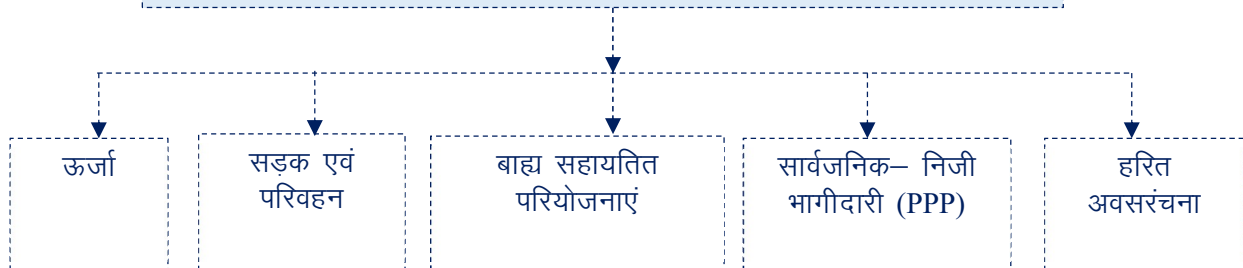 ऊर्जा
सड़क एवं
परिवहन
बाह्य सहायतित
परियोजनाएं
सार्वजनिक– निजी
भागीदारी (PPP)
हरित
अवसरंचना